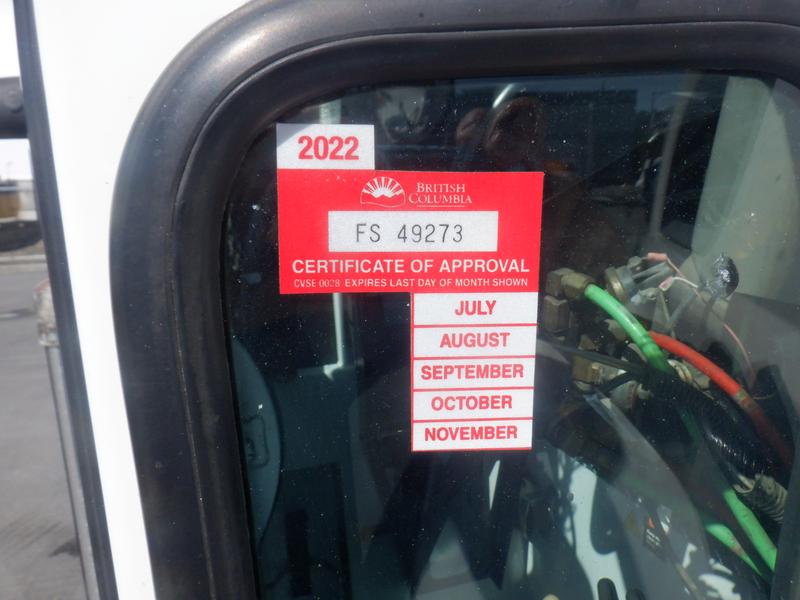 2022
BRITISH
COLUMBIA
FS 49273
CERTIFICATE OF APPROVAL
CVSE 0028 EXPIRES LAST DAY OF MONTH SHOWN
JULY
AUGUST
SEPTEMBER
OCTOBER
NOVEMBER